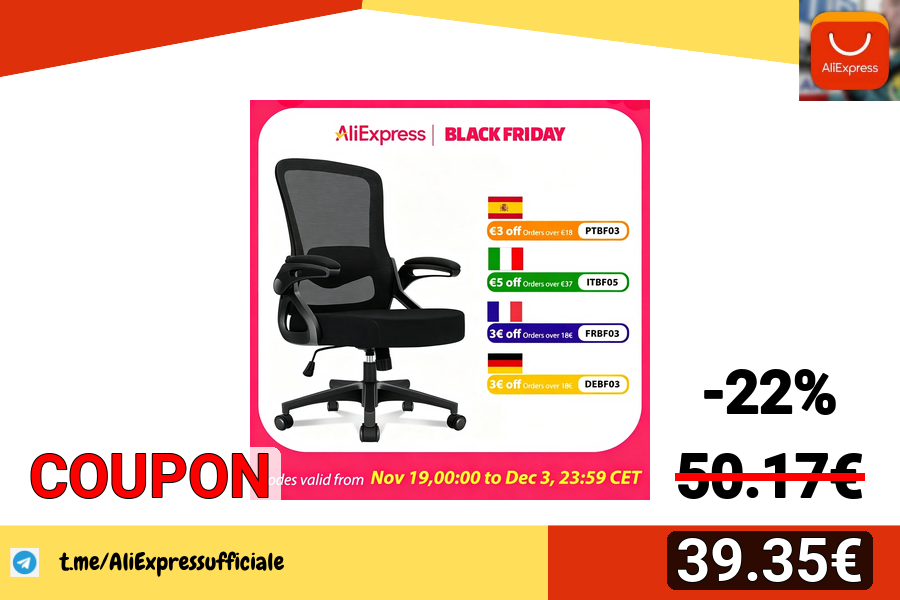 AliExpress
AliExpress | BLACK FRIDAY
€3 off Orders over €18 PTBF03
€5 off Orders over €37 ITBF05
3€ off Orders over 18€ FRBF03
3€ off Orders over 18€ DEBF03
-22%
COUPON
odes valid from Nov 19,00:00 to Dec 3, 23:59 CET
50.17€
t.me/AliExpressufficiale
39.35€